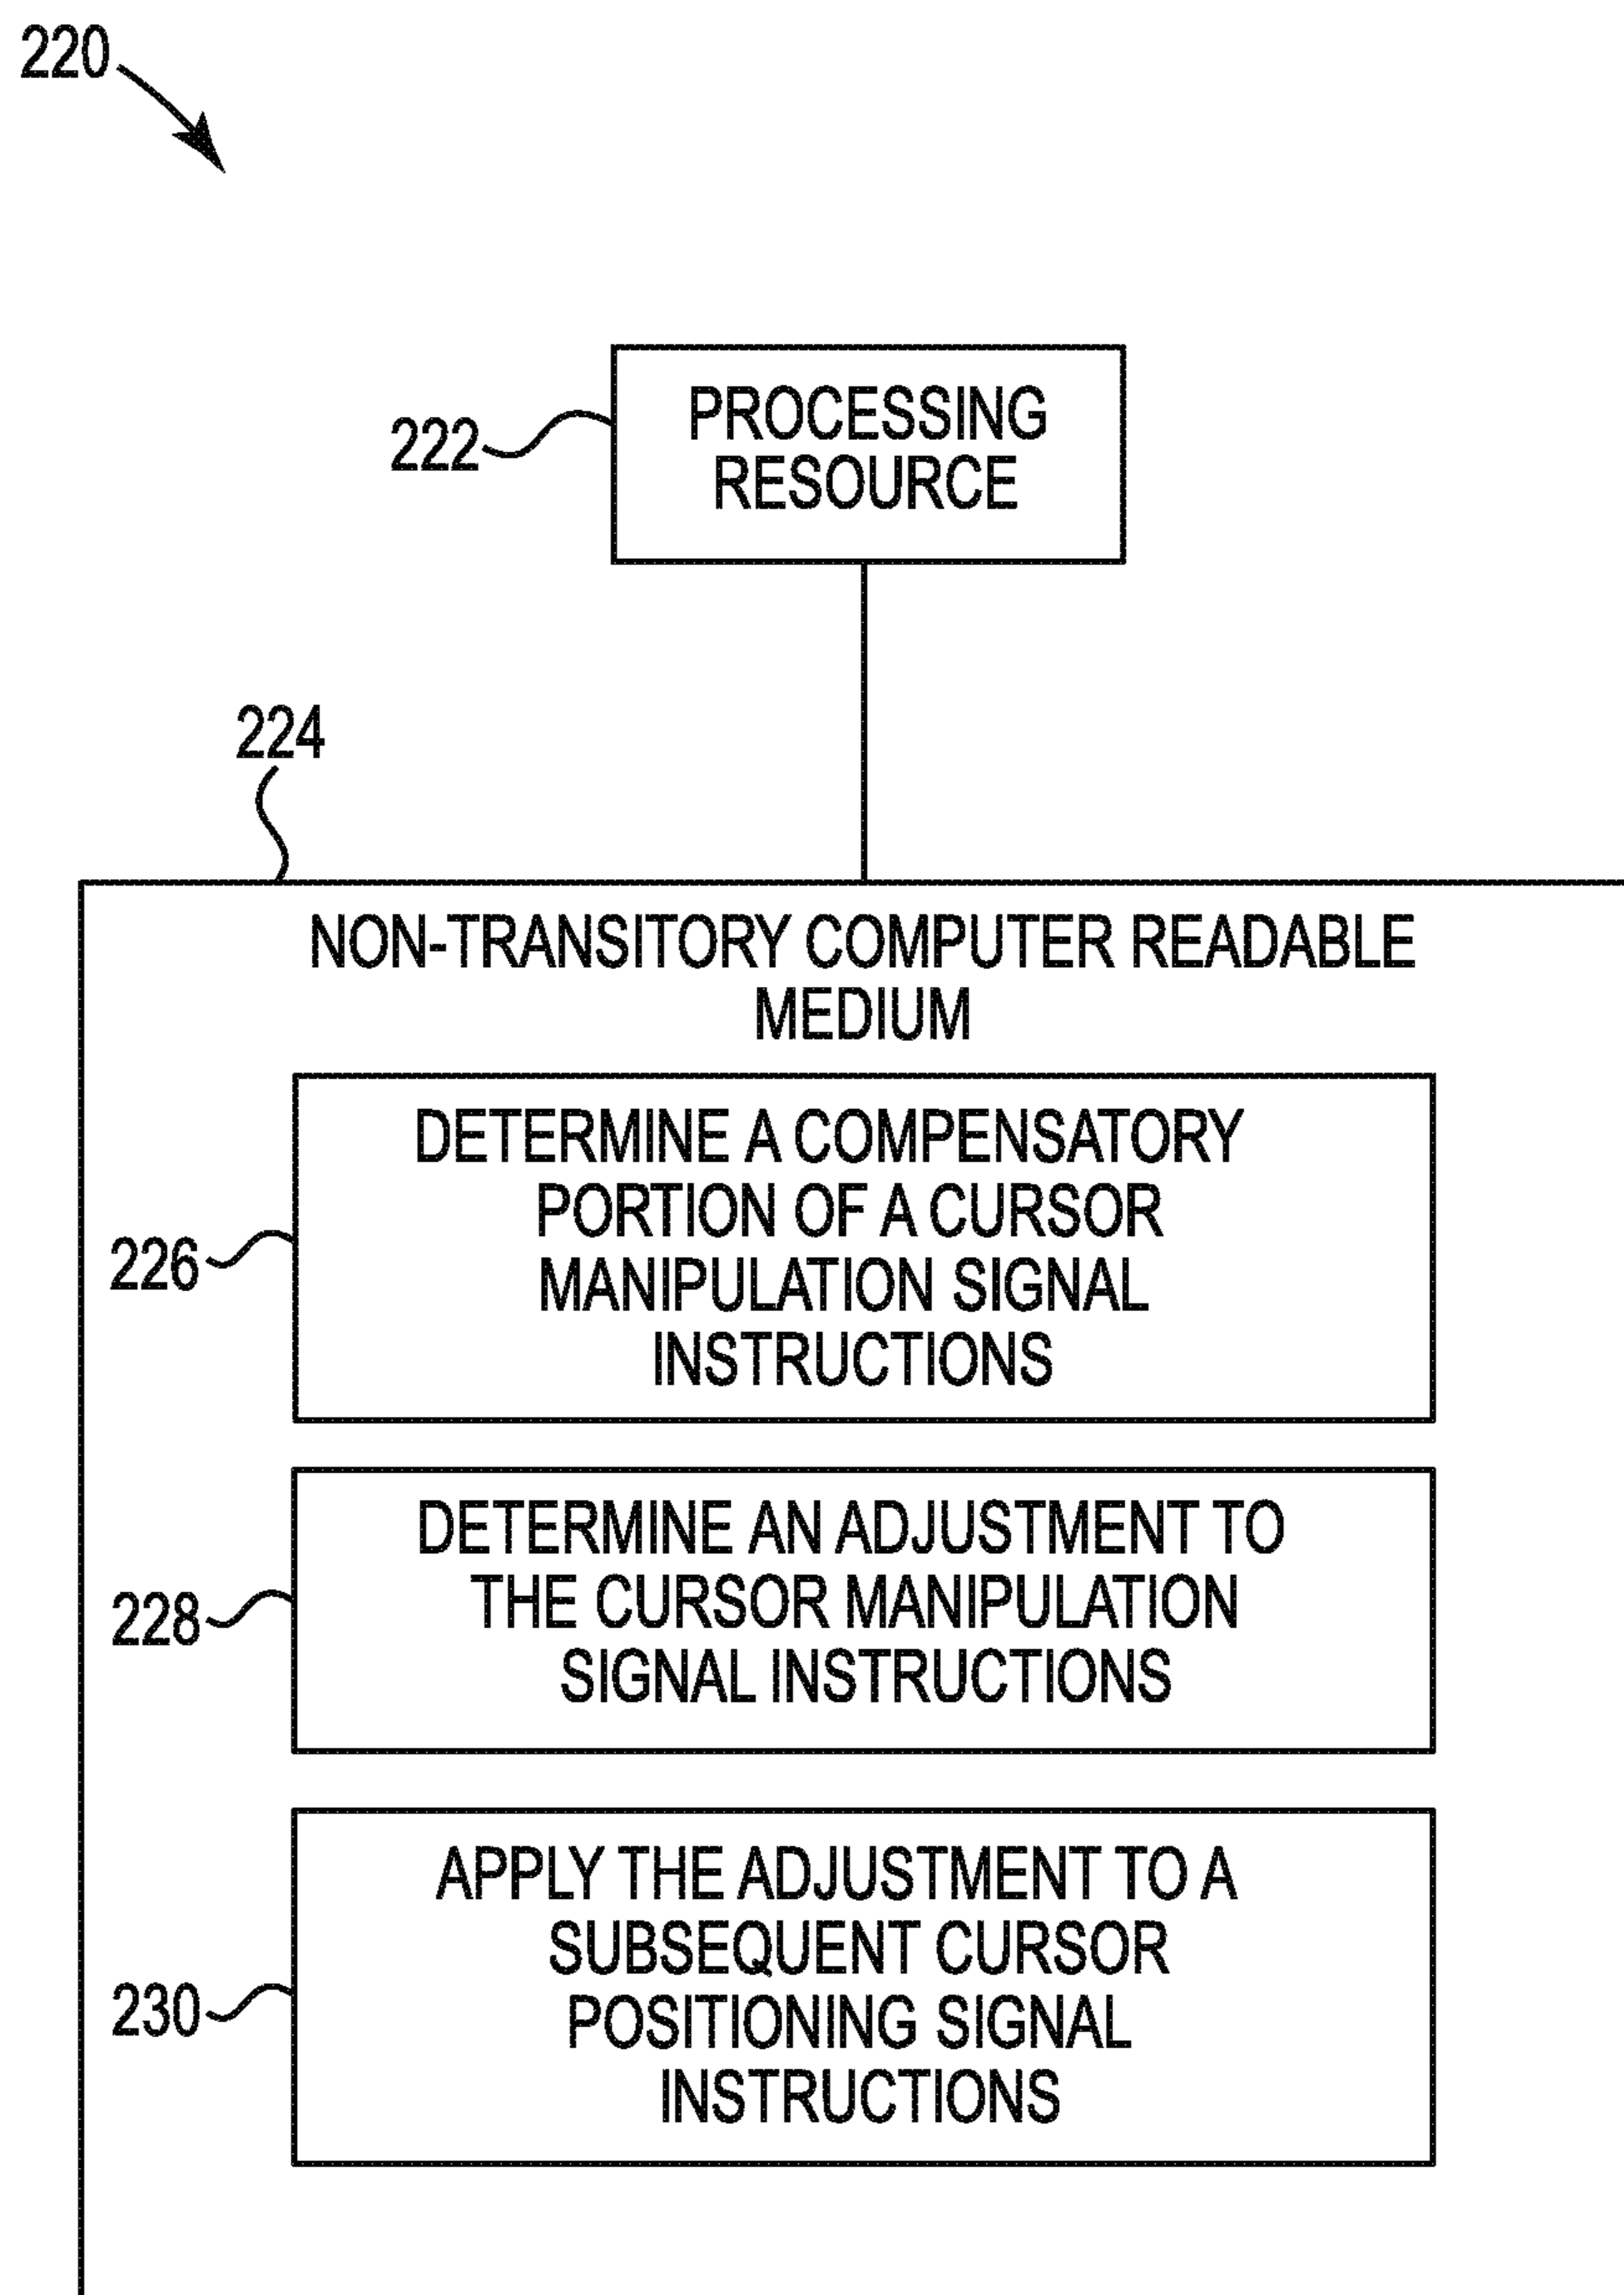 220
PROCESSING
RESOURCE
222
224
NON-TRANSITORY COMPUTER READABLE
MEDIUM
DETERMINE A COMPENSATORY
PORTION OF A CURSOR
MANIPULATION SIGNAL
INSTRUCTIONS
226
DETERMINE AN ADJUSTMENT TO
THE CURSOR MANIPULATION
SIGNAL INSTRUCTIONS
228
APPLY THE ADJUSTMENT TO A
SUBSEQUENT CURSOR
POSITIONING SIGNAL
INSTRUCTIONS
230